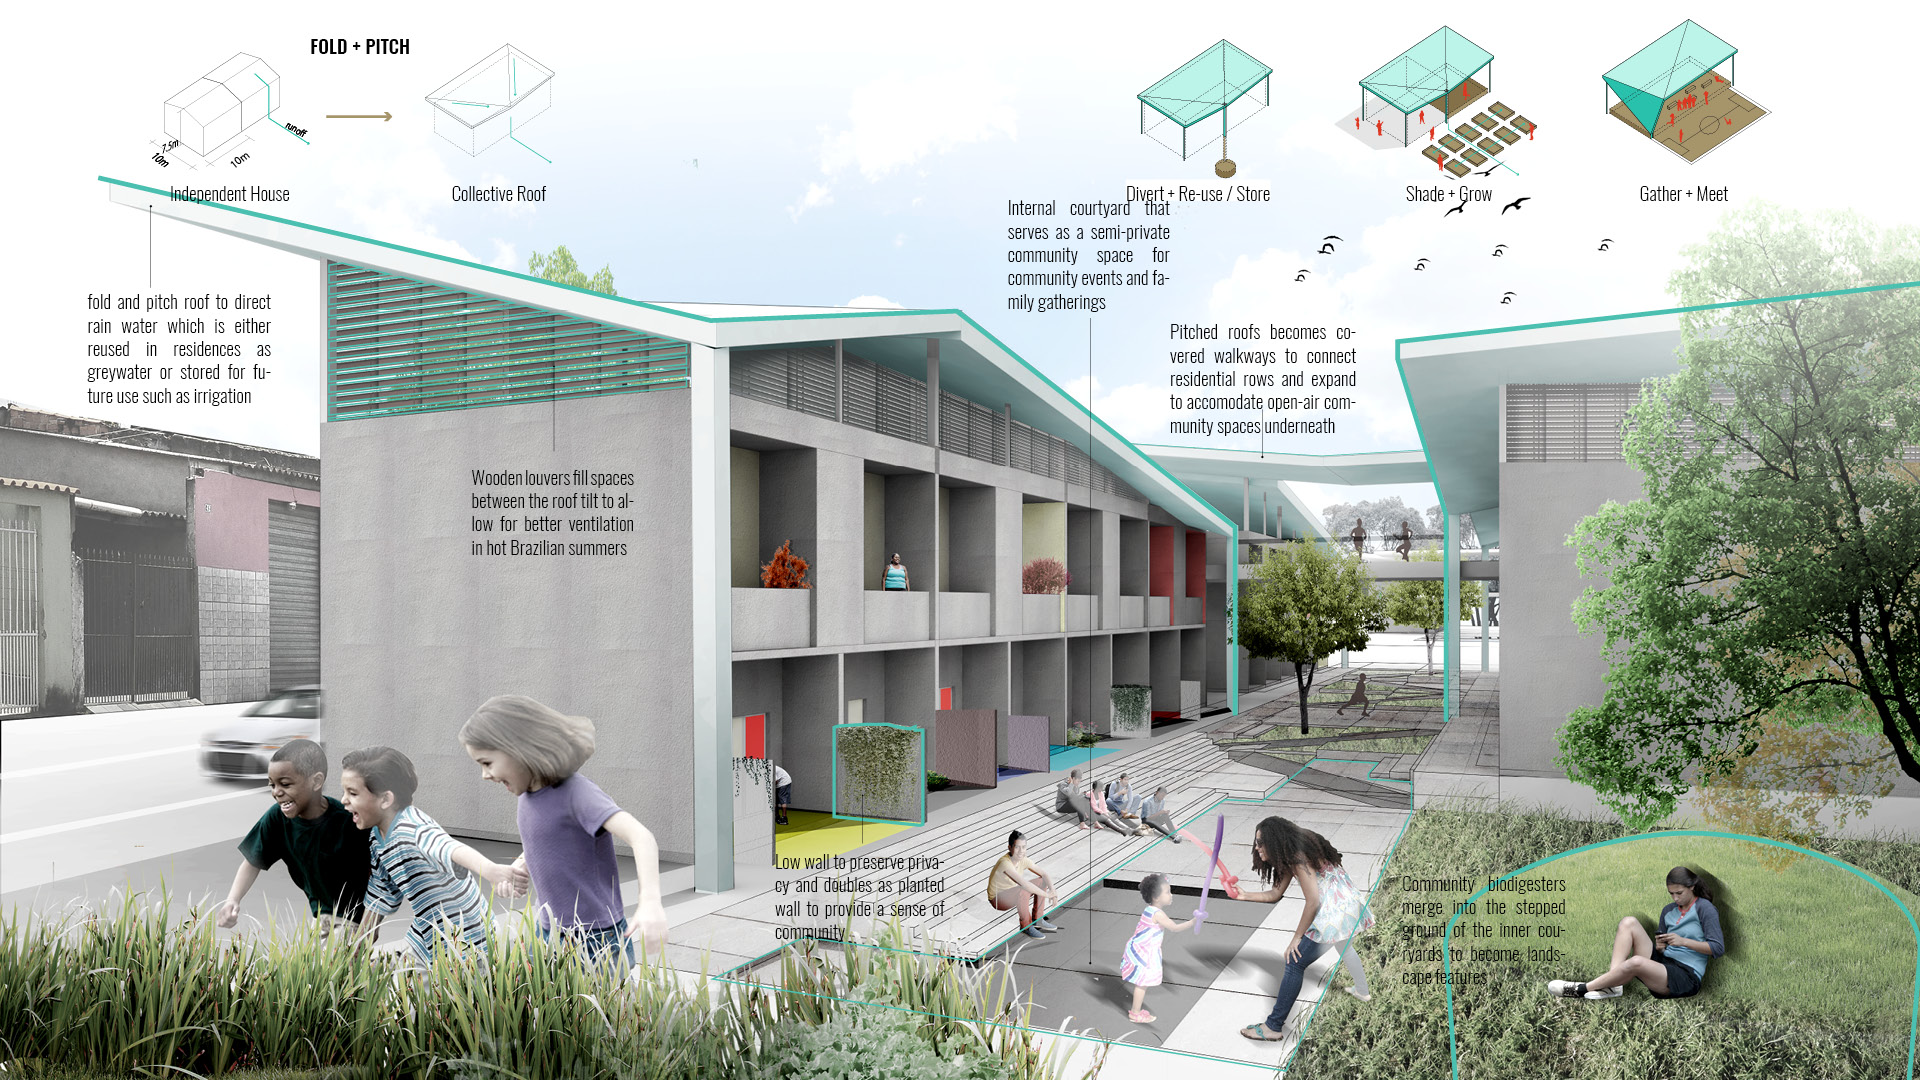 FOLD + PITCH
runoff
7.5m
10m
10m
Independent House
Collective Roof
Divert + Re-use / Store
Shade + Grow
Gather + Meet
fold and pitch roof to direct
rain water which is either
reused in residences as
greywater or stored for fu-
ture use such as irrigation
Wooden louvers fill spaces
between the roof tilt to al-
low for better ventilation
in hot Brazilian summers
Internal courtyard that
serves as a semi-private
community space for
community events and fa-
mily gatherings
Pitched roofs becomes co-
vered walkways to connect
residential rows and expand
to accomodate open-air com-
munity spaces underneath
Low wall to preserve priva-
cy and doubles as planted
wall to provide a sense of
community
Community biodigesters
merge into the stepped
ground of the inner cou-
ryards to become lands-
cape features